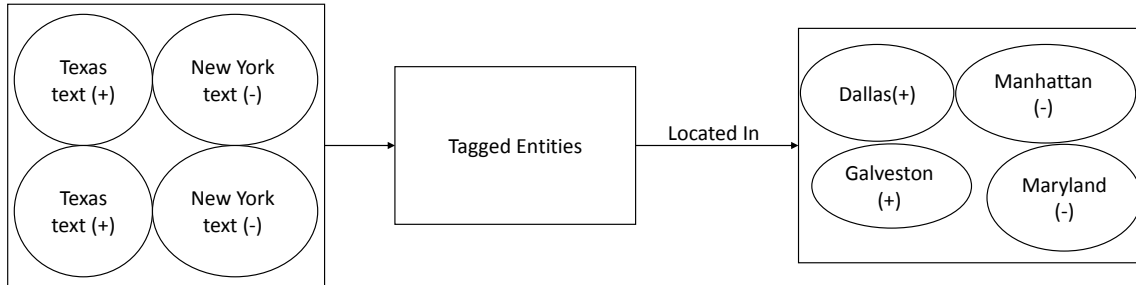 Texas
text (+)
New York
text (-)
Texas
text (+)
New York
text (-)
Tagged Entities
Located In
Dallas(+)
Manhattan
(-)
Galveston
(+)
Maryland
(-)